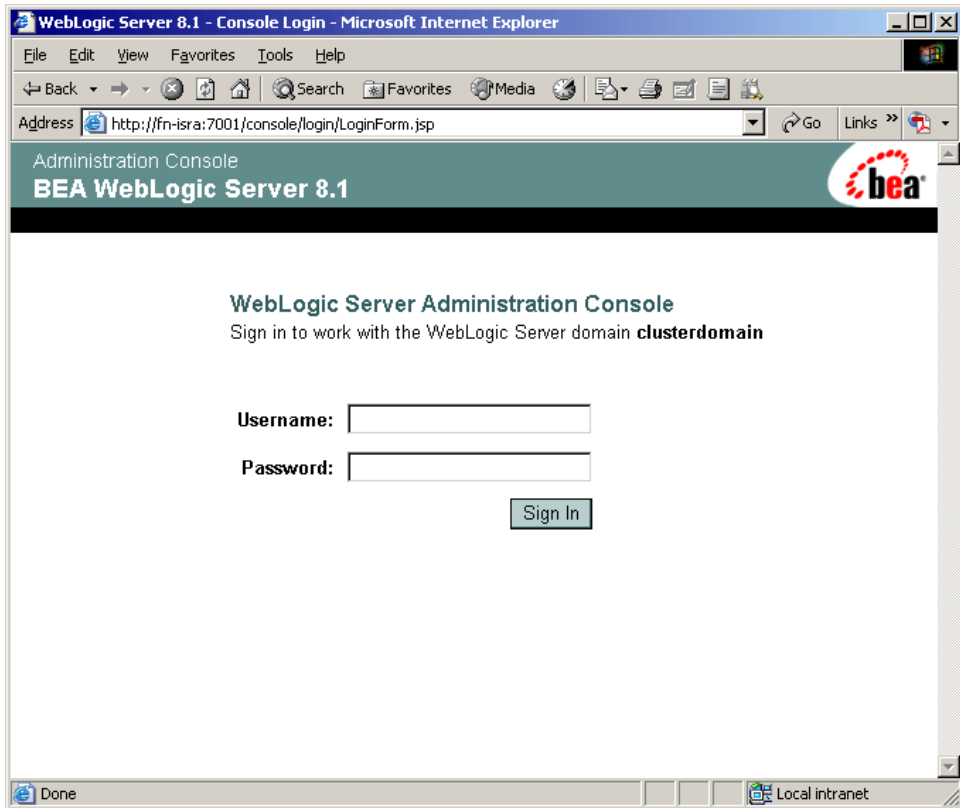 WebLogic Server 8.1 - Console Login - Microsoft Internet Explorer
File Edit View Favorites Tools Help
Back Search Favorites Media
Address http://fn-isra:7001/console/login/LoginForm.jsp Go Links »
Administration Console
BEA WebLogic Server 8.1
bea
WebLogic Server Administration Console
Sign in to work with the WebLogic Server domain clusterdomain
Username:
Password:
Sign In
Done Local intranet